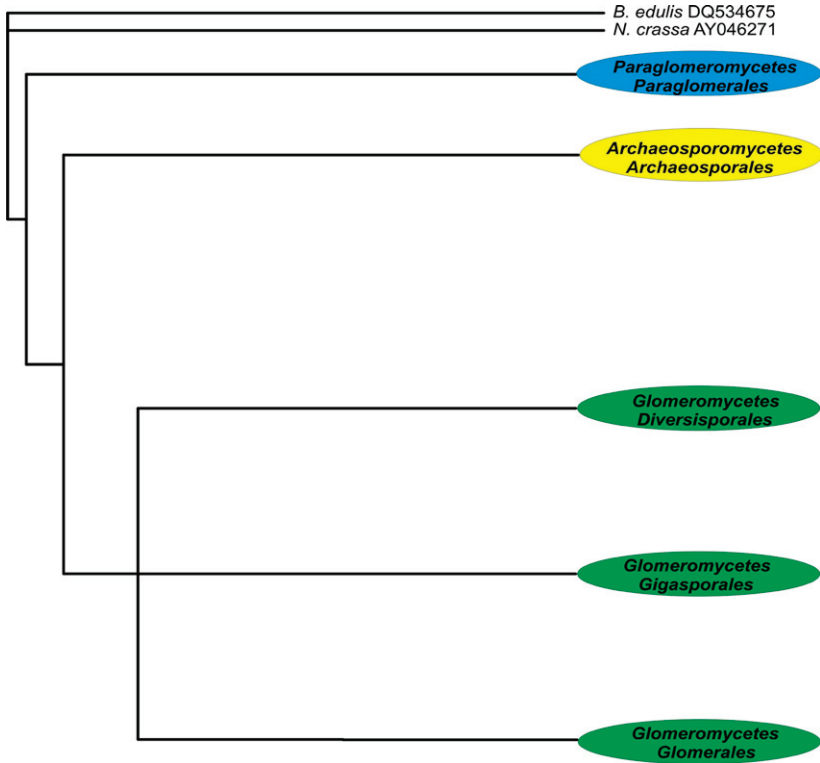 B. edulis DQ534675
N. crassa AY046271
Paraglomeromycetes
Paraglomerales
Archaeosporomycetes
Archaeosporales
Glomeromycetes
Diversisporales
Glomeromycetes
Gigasporales
Glomeromycetes
Glomerales